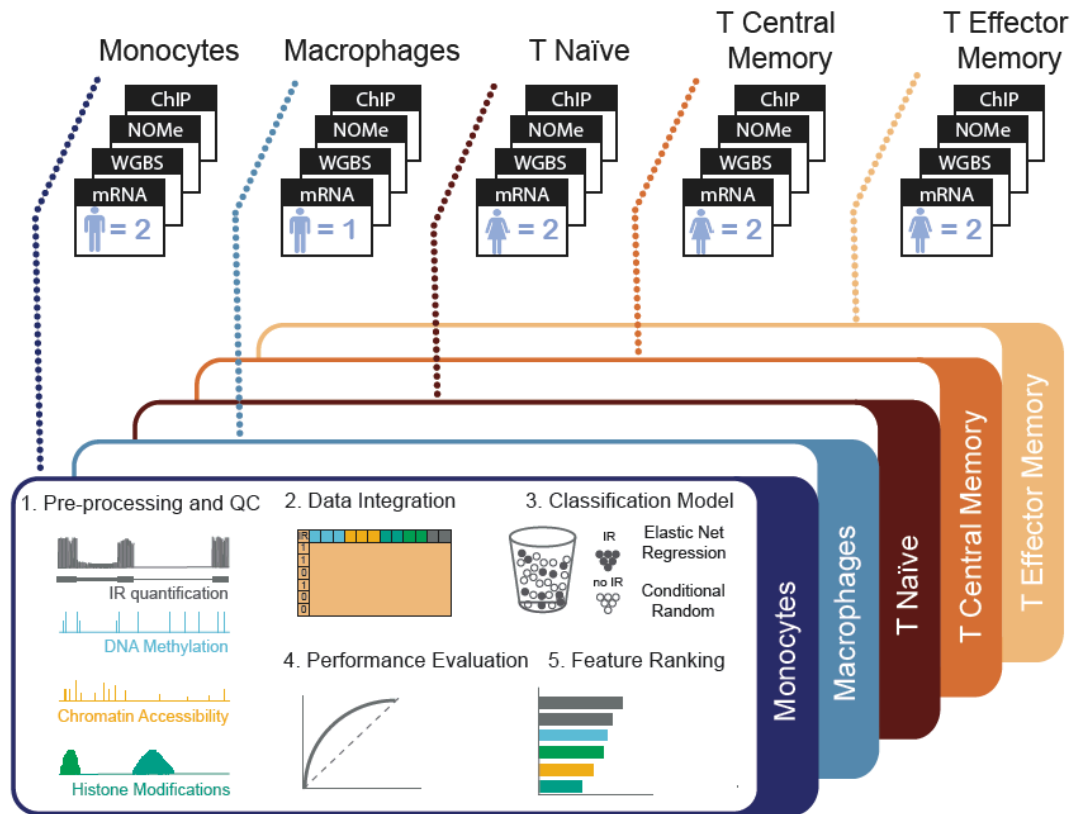 Monocytes
Macrophages
T Naïve
T Central
Memory
T Effector
Memory
ChIP
NOMe
WGBS
mRNA
= 2
ChIP
NOMe
WGBS
mRNA
= 1
ChIP
NOMe
WGBS
mRNA
= 2
ChIP
NOMe
WGBS
mRNA
= 2
ChIP
NOMe
WGBS
mRNA
= 2
1. Pre-processing and QC
IR quantification
DNA Methylation
Chromatin Accessibility
Histone Modifications
2. Data Integration
IR
1
1
0
1
0
0
3. Classification Model
IR
no IR
Elastic Net
Regression
Conditional
Random
4. Performance Evaluation
5. Feature Ranking
Monocytes
Macrophages
T Naïve
T Central Memory
T Effector Memory